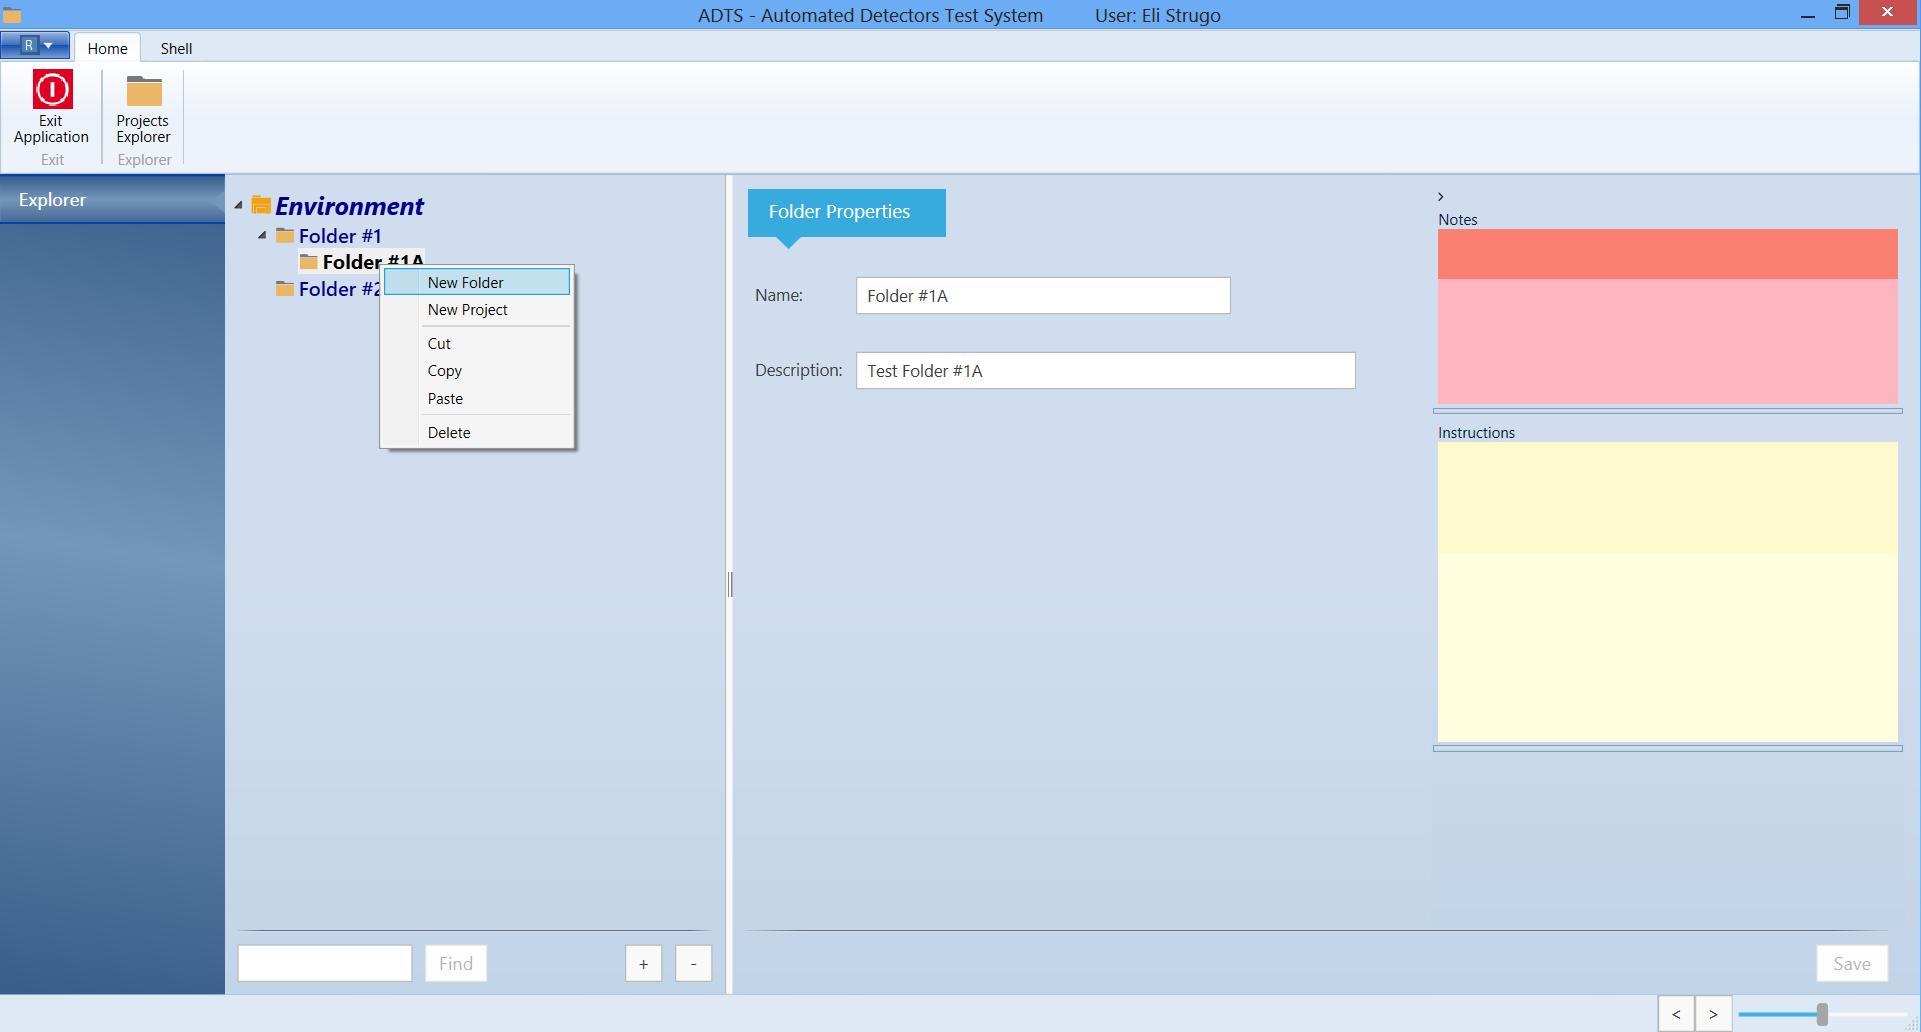 ADTS - Automated Detectors Test System User: Eli Strugo
R Home Shell
Exit
Application
Projects
Explorer
Exit Explorer
Explorer
Environment
Folder #1
Folder #1A
Folder #2
New Folder
New Project
Cut
Copy
Paste
Delete
Folder Properties
Name: Folder #1A
Description: Test Folder #1A
>
Notes
Instructions
Find + -
Save
< >